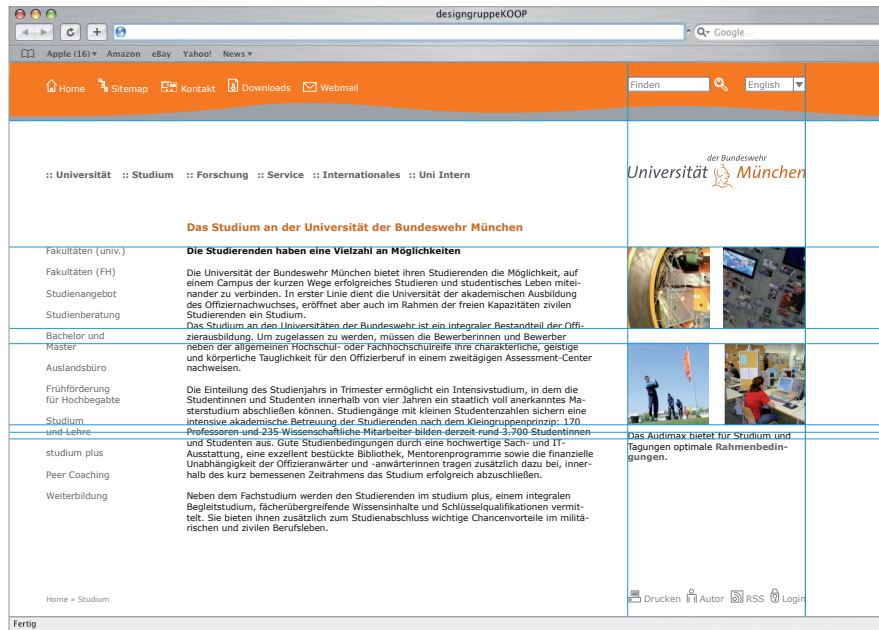 designgruppeKOOP
Google
Apple (16) Amazon eBay Yahoo! News
Home Sitemap Kontakt Downloads Webmail
Finden English
der Bundeswehr
Universität München
:: Universität :: Studium :: Forschung :: Service :: Internationales :: Uni Intern
Das Studium an der Universität der Bundeswehr München
Fakultäten (univ.)
Fakultäten (FH)
Studienangebot
Studienberatung
Bachelor und
Master
Auslandsbüro
Frühförderung
für Hochbegabte
Studium
und Lehre
studium plus
Peer Coaching
Weiterbildung
Die Studierenden haben eine Vielzahl an Möglichkeiten
Die Universität der Bundeswehr München bietet ihren Studierenden die Möglichkeit, auf
einem Campus der kurzen Wege erfolgreiches Studieren und studentisches Leben mitei-
nander zu verbinden. In erster Linie dient die Universität der akademischen Ausbildung
des Offiziernachwuchses, eröffnet aber auch im Rahmen der freien Kapazitäten zivilen
Studierenden ein Studium.
Das Studium an den Universitäten der Bundeswehr ist ein integraler Bestandteil der Offi-
zierausbildung. Um zugelassen zu werden, müssen die Bewerberinnen und Bewerber
neben der allgemeinen Hochschul- oder Fachhochschulreife ihre charakterliche, geistige
und körperliche Tauglichkeit für den Offizierberuf in einem zweitägigen Assessment-Center
nachweisen.
Die Einteilung des Studienjahrs in Trimester ermöglicht ein Intensivstudium, in dem die
Studentinnen und Studenten innerhalb von vier Jahren ein staatlich voll anerkanntes Ma-
sterstudium abschließen können. Studiengänge mit kleinen Studentenzahlen sichern eine
intensive akademische Betreuung der Studierenden nach dem Kleingruppenprinzip: 170
Professoren und 235 Wissenschaftliche Mitarbeiter bilden derzeit rund 3.700 Studentinnen
und Studenten aus. Gute Studienbedingungen durch eine hochwertige Sach- und IT-
Ausstattung, eine exzellent bestückte Bibliothek, Mentorenprogramme sowie die finanzielle
Unabhängigkeit der Offizieranwärter und -anwärterinnen tragen zusätzlich dazu bei, inner-
halb des kurz bemessenen Zeitrahmens das Studium erfolgreich abzuschließen.
Neben dem Fachstudium werden den Studierenden im studium plus, einem integralen
Begleitstudium, fächerübergreifende Wissensinhalte und Schlüsselqualifikationen vermit-
telt. Sie bieten ihnen zusätzlich zum Studienabschluss wichtige Chancenvorteile im militä-
rischen und zivilen Berufsleben.
Das Audimax bietet für Studium und
Tagungen optimale Rahmenbedin-
gungen.
Home » Studium
Drucken Autor RSS Login
Fertig